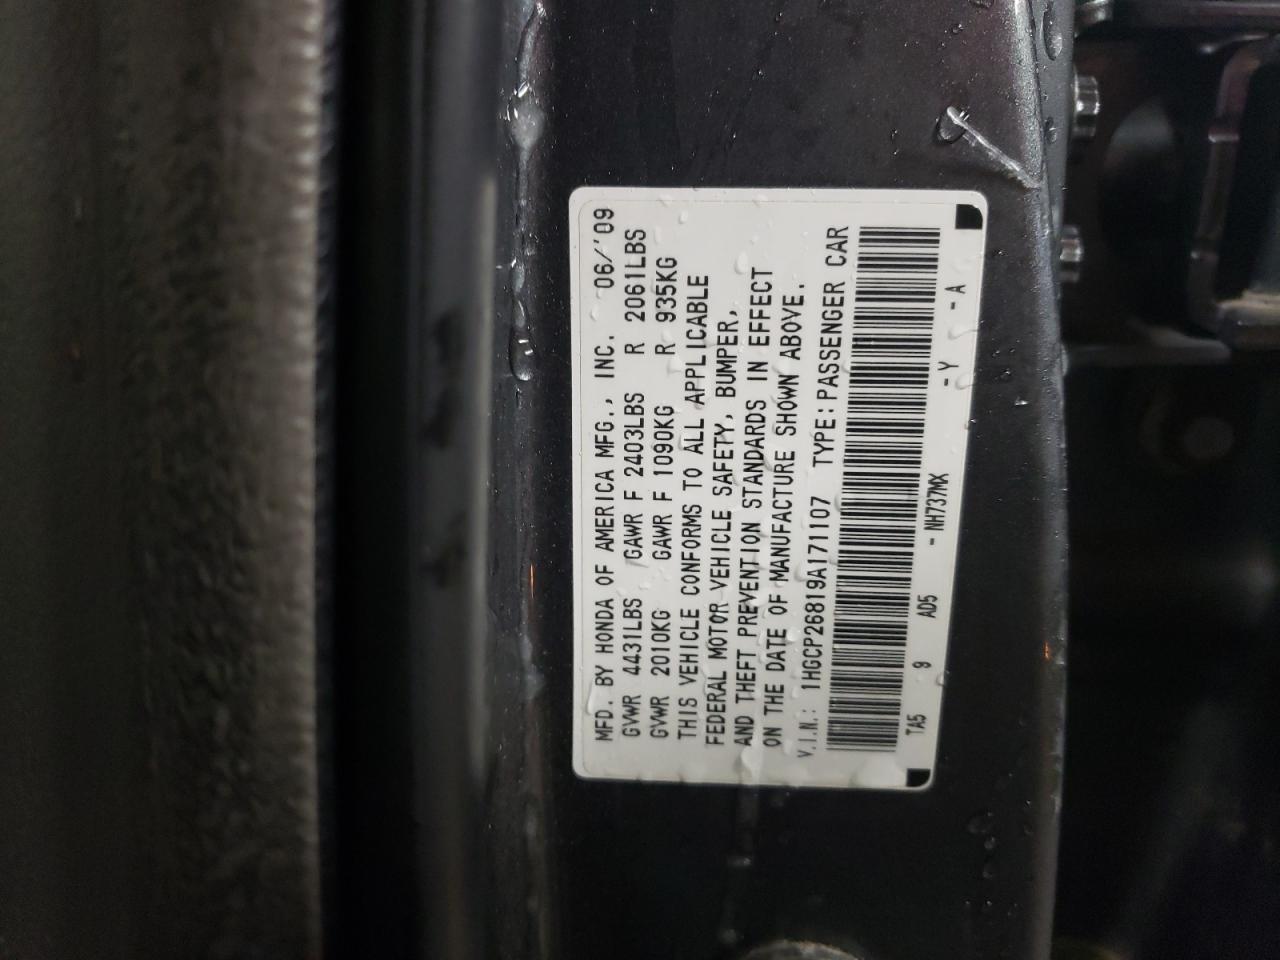 MFD. BY HONDA OF AMERICA MFG., INC. 06/'09
GVWR 4431LBS GAWR F 2403LBS R 2061LBS
GVWR 2010KG GAWR F 1090KG R 935KG
THIS VEHICLE CONFORMS TO ALL APPLICABLE
FEDERAL MOTOR VEHICLE SAFETY, BUMPER,
AND THEFT PREVENTION STANDARDS IN EFFECT
ON THE DATE OF MANUFACTURE SHOWN ABOVE.
V.I.N.: 1HGCP26819A171107 TYPE:PASSENGER CAR
TA5 9 AD5 - NH737MX - Y - A